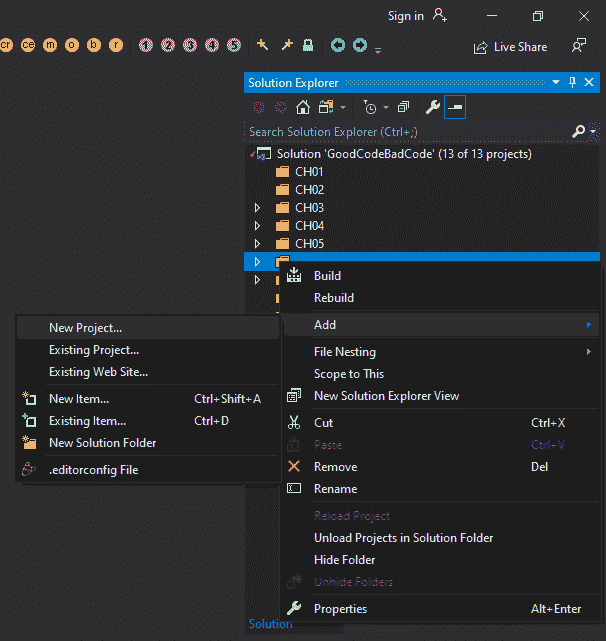 Sign in
cr ce m o b r 1 2 3 4 5 Live Share
Solution Explorer
Search Solution Explorer (Ctrl+;)
Solution 'GoodCodeBadCode' (13 of 13 projects)
CH01
CH02
CH03
CH04
CH05
Build
Rebuild
Add
File Nesting
Scope to This
New Solution Explorer View
Cut Ctrl+X
Paste Ctrl+V
Remove Del
Rename
Reload Project
Unload Projects in Solution Folder
Hide Folder
Unhide Folders
Properties Alt+Enter
New Project...
Existing Project...
Existing Web Site...
New Item... Ctrl+Shift+A
Existing Item... Ctrl+D
New Solution Folder
.editorconfig File
Solution